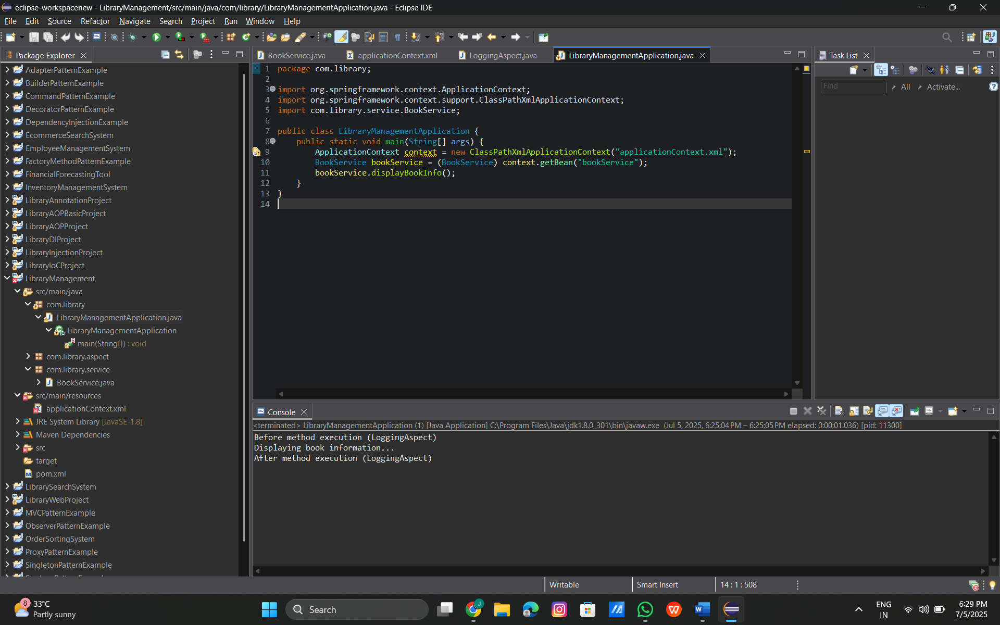 eclipse-workspacenew - LibraryManagement/src/main/java/com/library/LibraryManagementApplication.java - Eclipse IDE
File Edit Source Refactor Navigate Search Project Run Window Help
Package Explorer
AdapterPatternExample
BuilderPatternExample
CommandPatternExample
DecoratorPatternExample
DependencyInjectionExample
EcommerceSearchSystem
EmployeeManagementSystem
FactoryMethodPatternExample
FinancialForecastingTool
InventoryManagementSystem
LibraryAnnotationProject
LibraryAOPBasicProject
LibraryAOPProject
LibraryDIProject
LibraryInjectionProject
LibraryIoCProject
LibraryManagement
src/main/java
com.library
LibraryManagementApplication.java
LibraryManagementApplication
main(String[]) : void
com.library.aspect
com.library.service
BookService.java
src/main/resources
applicationContext.xml
JRE System Library [JavaSE-1.8]
Maven Dependencies
src
target
pom.xml
LibrarySearchSystem
LibraryWebProject
MVCPatternExample
ObserverPatternExample
OrderSortingSystem
ProxyPatternExample
SingletonPatternExample
BookService.java applicationContext.xml LoggingAspect.java LibraryManagementApplication.java
1 package com.library;
2
3 import org.springframework.context.ApplicationContext;
4 import org.springframework.context.support.ClassPathXmlApplicationContext;
5 import com.library.service.BookService;
6
7 public class LibraryManagementApplication {
8 public static void main(String[] args) {
9 ApplicationContext context = new ClassPathXmlApplicationContext("applicationContext.xml");
10 BookService bookService = (BookService) context.getBean("bookService");
11 bookService.displayBookInfo();
12 }
13 }
14
Task List
Find All Activate...
Console
<terminated> LibraryManagementApplication (1) [Java Application] C:\Program Files\Java\jdk1.8.0_301\bin\javaw.exe (Jul 5, 2025, 6:25:04 PM – 6:25:05 PM elapsed: 0:00:01.036) [pid: 11300]
Before method execution (LoggingAspect)
Displaying book information...
After method execution (LoggingAspect)
Writable Smart Insert 14 : 1 : 508
8
33°C
Partly sunny
Search
J
ENG
IN
6:29 PM
7/5/2025